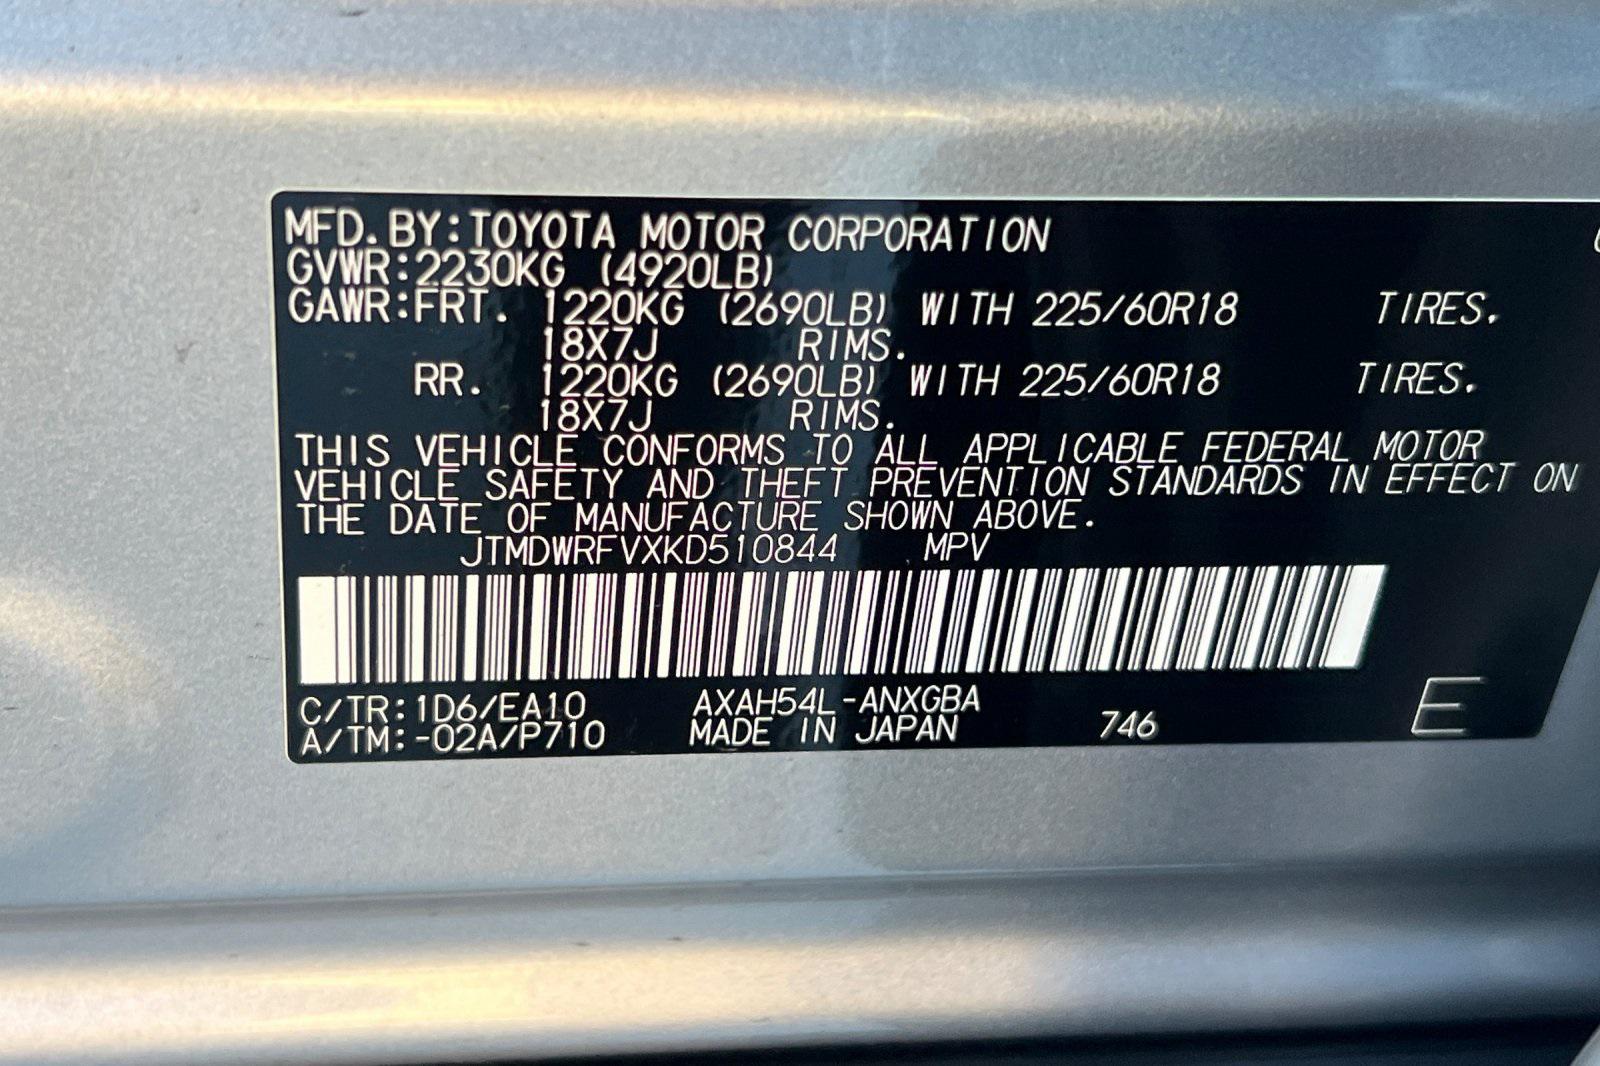 MFD. BY: TOYOTA MOTOR CORPORATION
GVWR: 2230KG (4920LB)
GAWR: FRT. 1220KG (2690LB) WITH 225/60R18 TIRES.
18X7J RIMS.
RR. 1220KG (2690LB) WITH 225/60R18 TIRES.
18X7J RIMS.
THIS VEHICLE CONFORMS TO ALL APPLICABLE FEDERAL MOTOR
VEHICLE SAFETY AND THEFT PREVENTION STANDARDS IN EFFECT ON
THE DATE OF MANUFACTURE SHOWN ABOVE.
JTMDWRFVXKD510844 MPV
C/TR: 1D6/EA10 AXAH54L-ANXGBA
A/TM: -02A/P710 MADE IN JAPAN 746 E